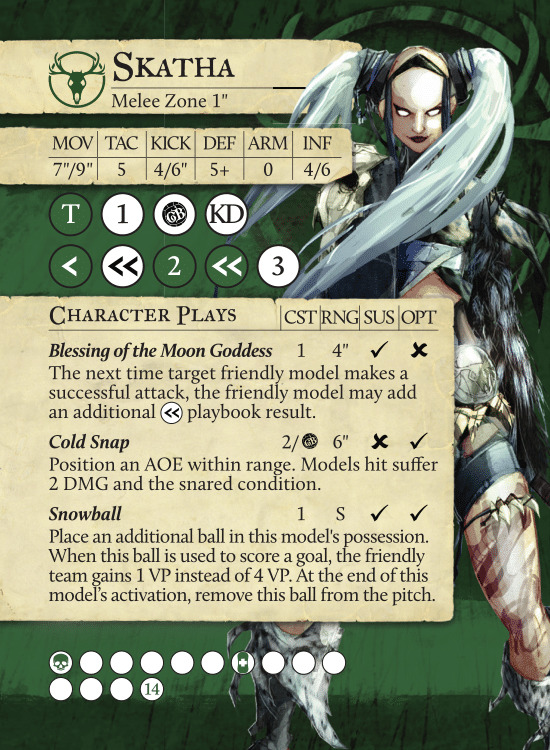 SKATHA
Melee Zone 1"
MOV TAC KICK DEF ARM INF
7"/9" 5 4/6" 5+ 0 4/6
T 1 GB KD
< << 2 << 3
CHARACTER PLAYS CST RNG SUS OPT
Blessing of the Moon Goddess 1 4" ✓ ✘
The next time target friendly model makes a
successful attack, the friendly model may add
an additional << playbook result.
Cold Snap 2/GB 6" ✘ ✓
Position an AOE within range. Models hit suffer
2 DMG and the snared condition.
Snowball 1 S ✓ ✓
Place an additional ball in this model's possession.
When this ball is used to score a goal, the friendly
team gains 1 VP instead of 4 VP. At the end of this
model's activation, remove this ball from the pitch.
14